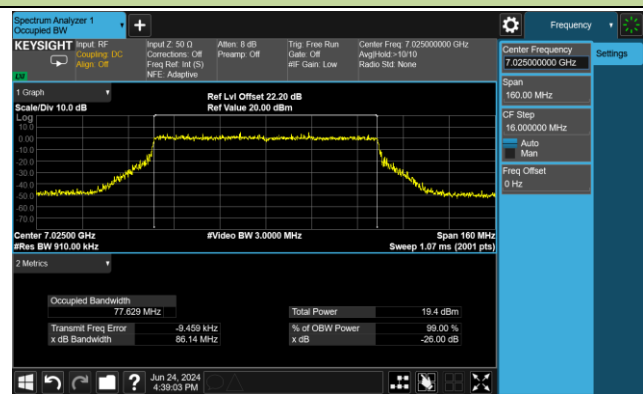 Spectrum Analyzer 1
Occupied BW
Frequency
KEYSIGHT
Input: RF
Coupling: DC
Align: Off
Input Z: 50 Ω
Corrections: Off
Freq Ref: Int (S)
NFE: Adaptive
Atten: 8 dB
Preamp: Off
Trig: Free Run
Gate: Off
#IF Gain: Low
Center Freq: 7.025000000 GHz
Avg|Hold:>10/10
Radio Std: None
LW
Center Frequency
7.025000000 GHz
Settings
Span
160.00 MHz
CF Step
16.000000 MHz
Auto
Man
Freq Offset
0 Hz
1 Graph
Scale/Div 10.0 dB
Ref Lvl Offset 22.20 dB
Ref Value 20.00 dBm
Log
10.0
0.00
-10.0
-20.0
-30.0
-40.0
-50.0
-60.0
-70.0
Center 7.02500 GHz
#Res BW 910.00 kHz
#Video BW 3.0000 MHz
Span 160 MHz
Sweep 1.07 ms (2001 pts)
2 Metrics
Occupied Bandwidth
77.629 MHz
Total Power 19.4 dBm
Transmit Freq Error -9.459 kHz
% of OBW Power 99.00 %
x dB Bandwidth 86.14 MHz
x dB -26.00 dB
?
Jun 24, 2024
4:39:03 PM